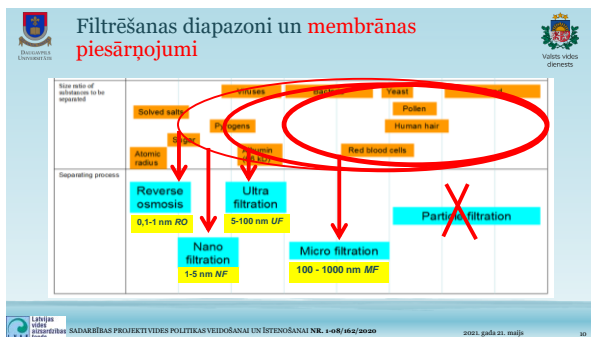 Filtrēšanas diapazoni un membrānas
piesārņojumi
DAUGAVPILS
UNIVERSITĀTE
Valsts vides
dienests
Size ratio of
substances to be
separated
Viruses
Yeast
Solved salts
Pollen
Pyrogens
Human hair
Sugar
Atomic
radius
Red blood cells
Separating process
Reverse
osmosis
0,1-1 nm RO
Ultra
filtration
5-100 nm UF
Particle filtration
Nano
filtration
1-5 nm NF
Micro filtration
100 - 1000 nm MF
Latvijas
vides
aizsardzības
fonds
SADARBĪBAS PROJEKTI VIDES POLITIKAS VEIDOŠANAI UN ĪSTENOŠANAI NR. 1-08/162/2020
2021. gada 21. maijs
10